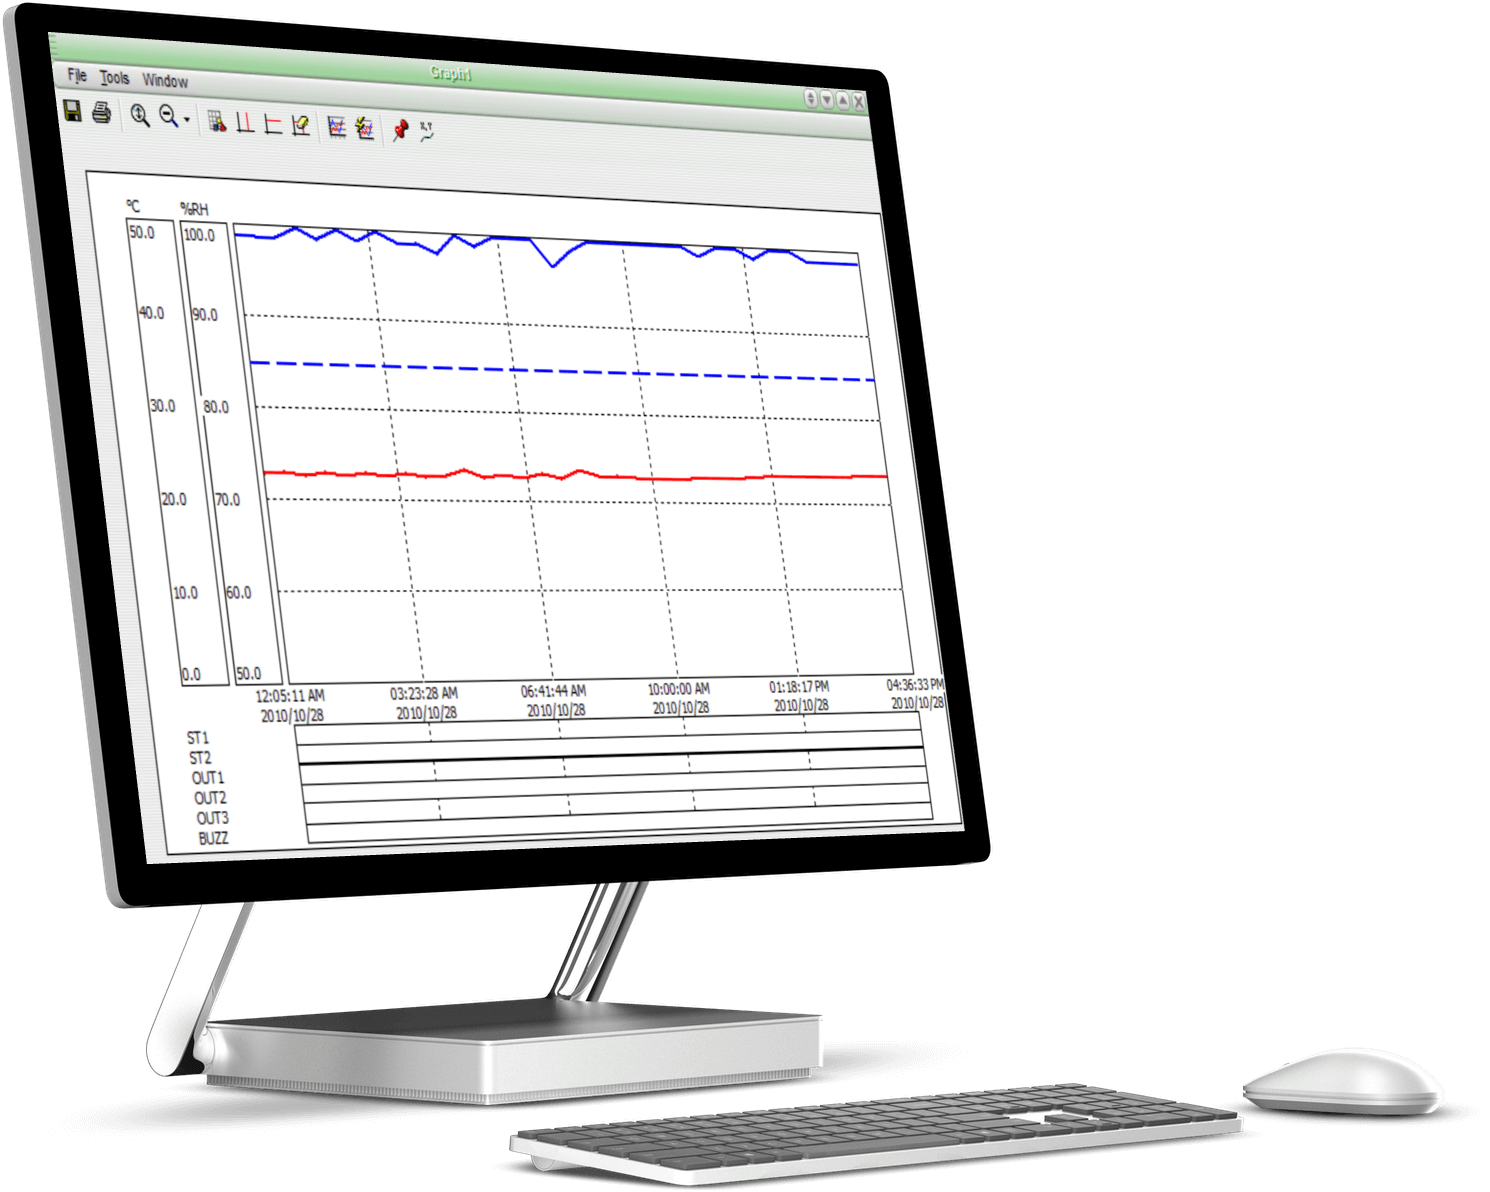 Graph1
File Tools Window
X,Y
°C %RH
50.0 100.0
40.0 90.0
30.0 80.0
20.0 70.0
10.0 60.0
0.0 50.0
12:05:11 AM 03:23:28 AM 06:41:44 AM 10:00:00 AM 01:18:17 PM 04:36:33 PM
2010/10/28 2010/10/28 2010/10/28 2010/10/28 2010/10/28 2010/10/28
ST1
ST2
OUT1
OUT2
OUT3
BUZZ